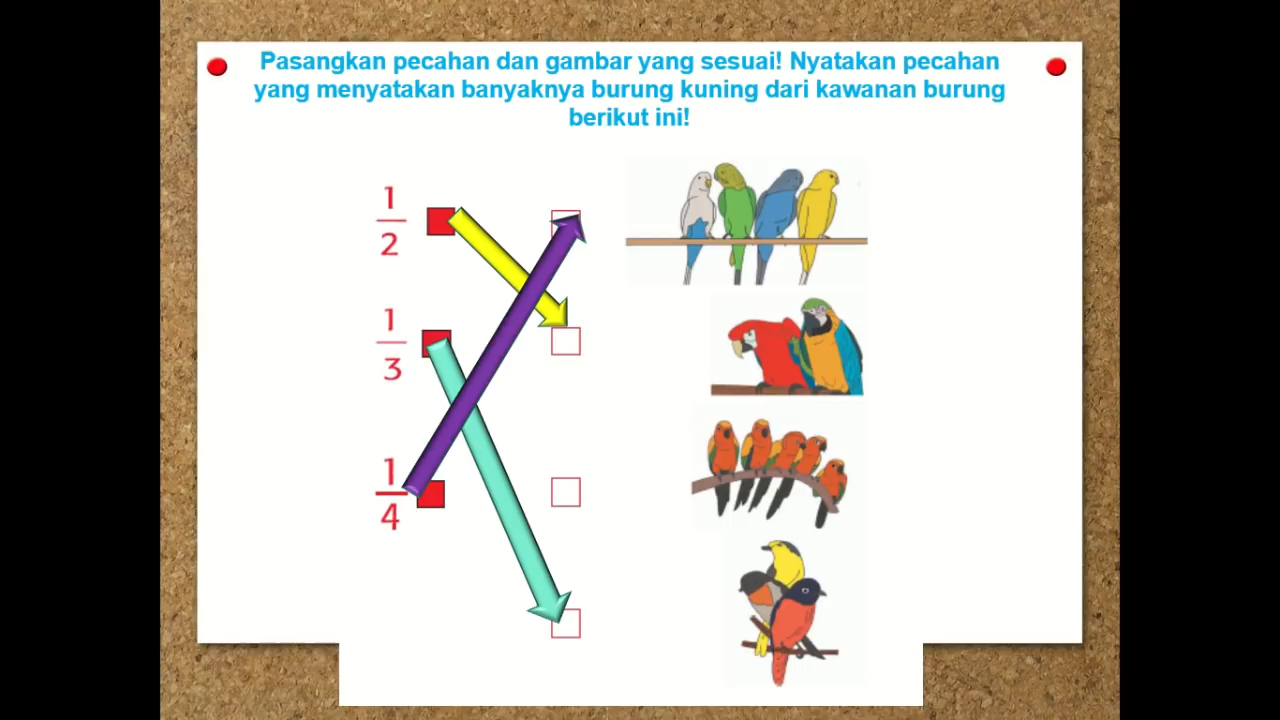 Pasangkan pecahan dan gambar yang sesuai! Nyatakan pecahan
yang menyatakan banyaknya burung kuning dari kawanan burung
berikut ini!
1
2
1
3
1
4